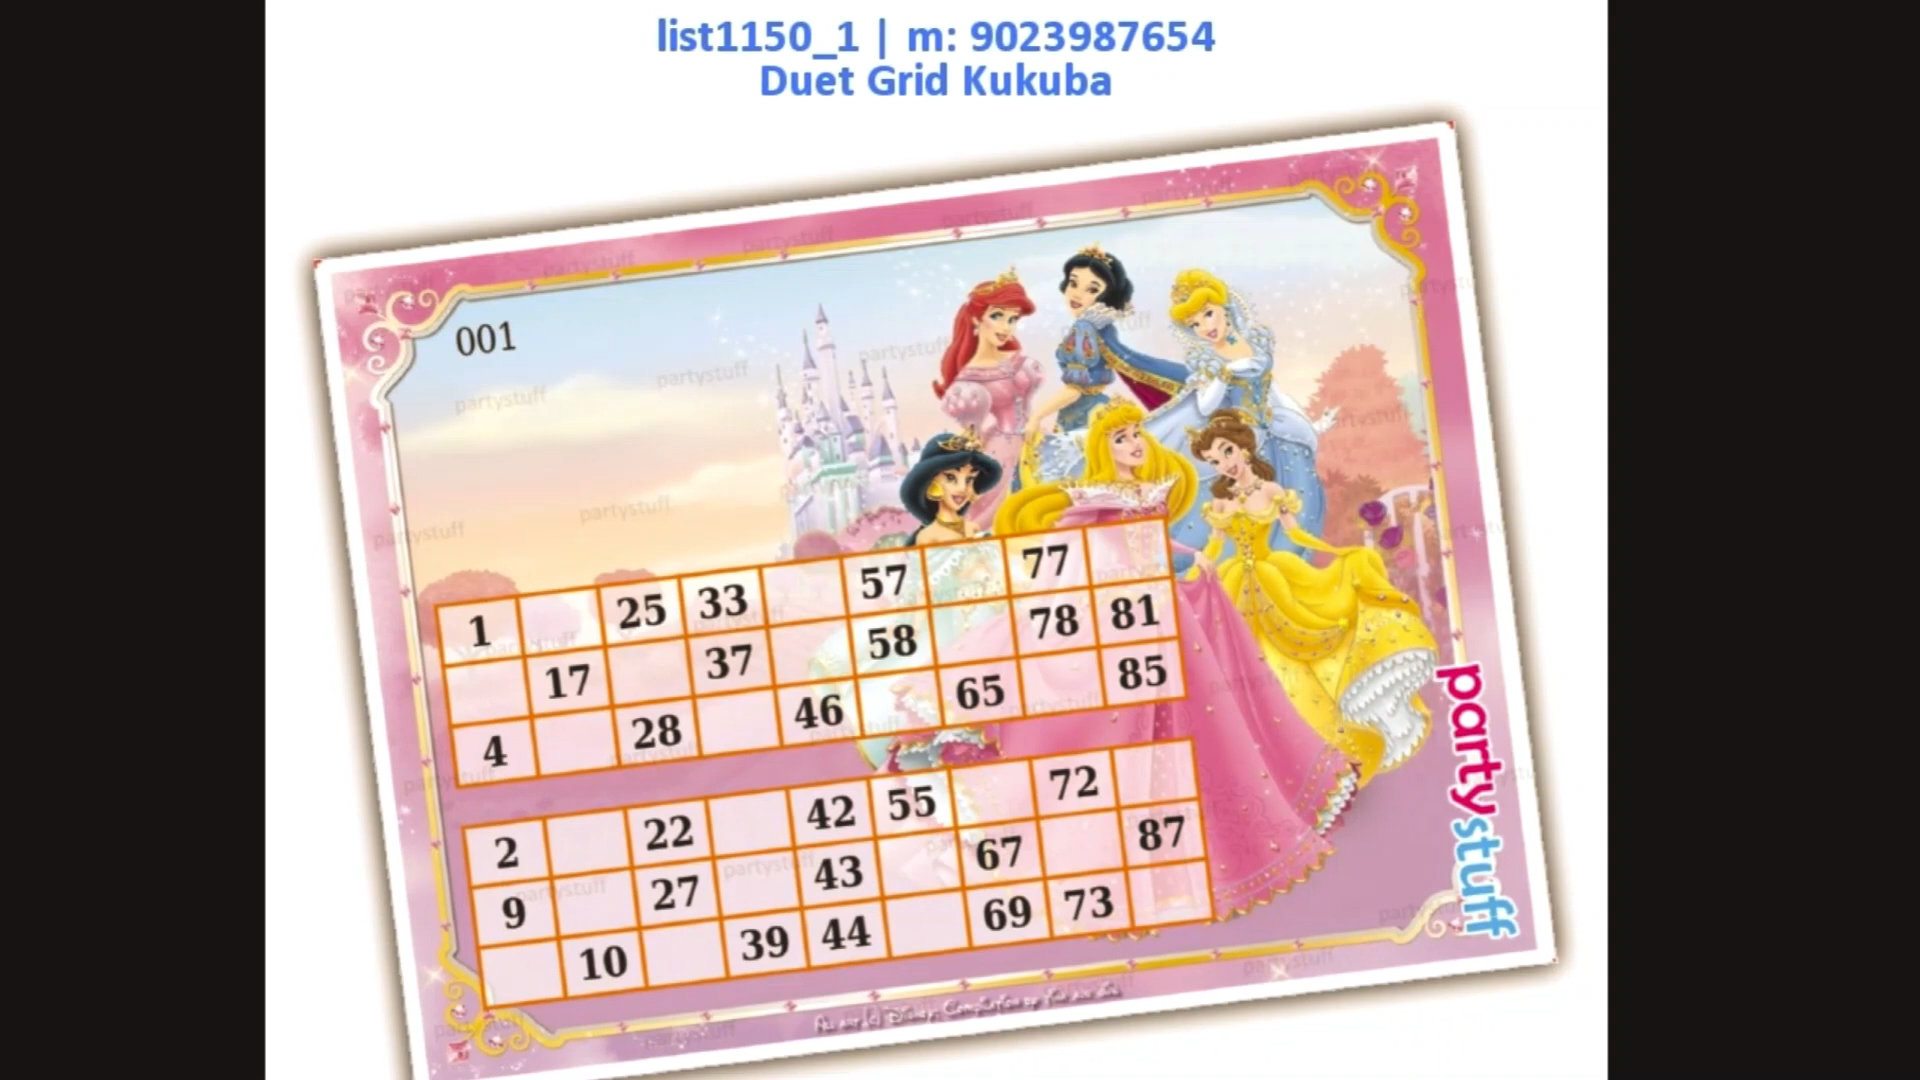 list1150_1 | m: 9023987654
Duet Grid Kukuba
001
1 25 33 57 77
17 37 58 78 81
4 28 46 65 85
2 22 42 55 72
9 27 43 67 87
10 39 44 69 73
partystuff